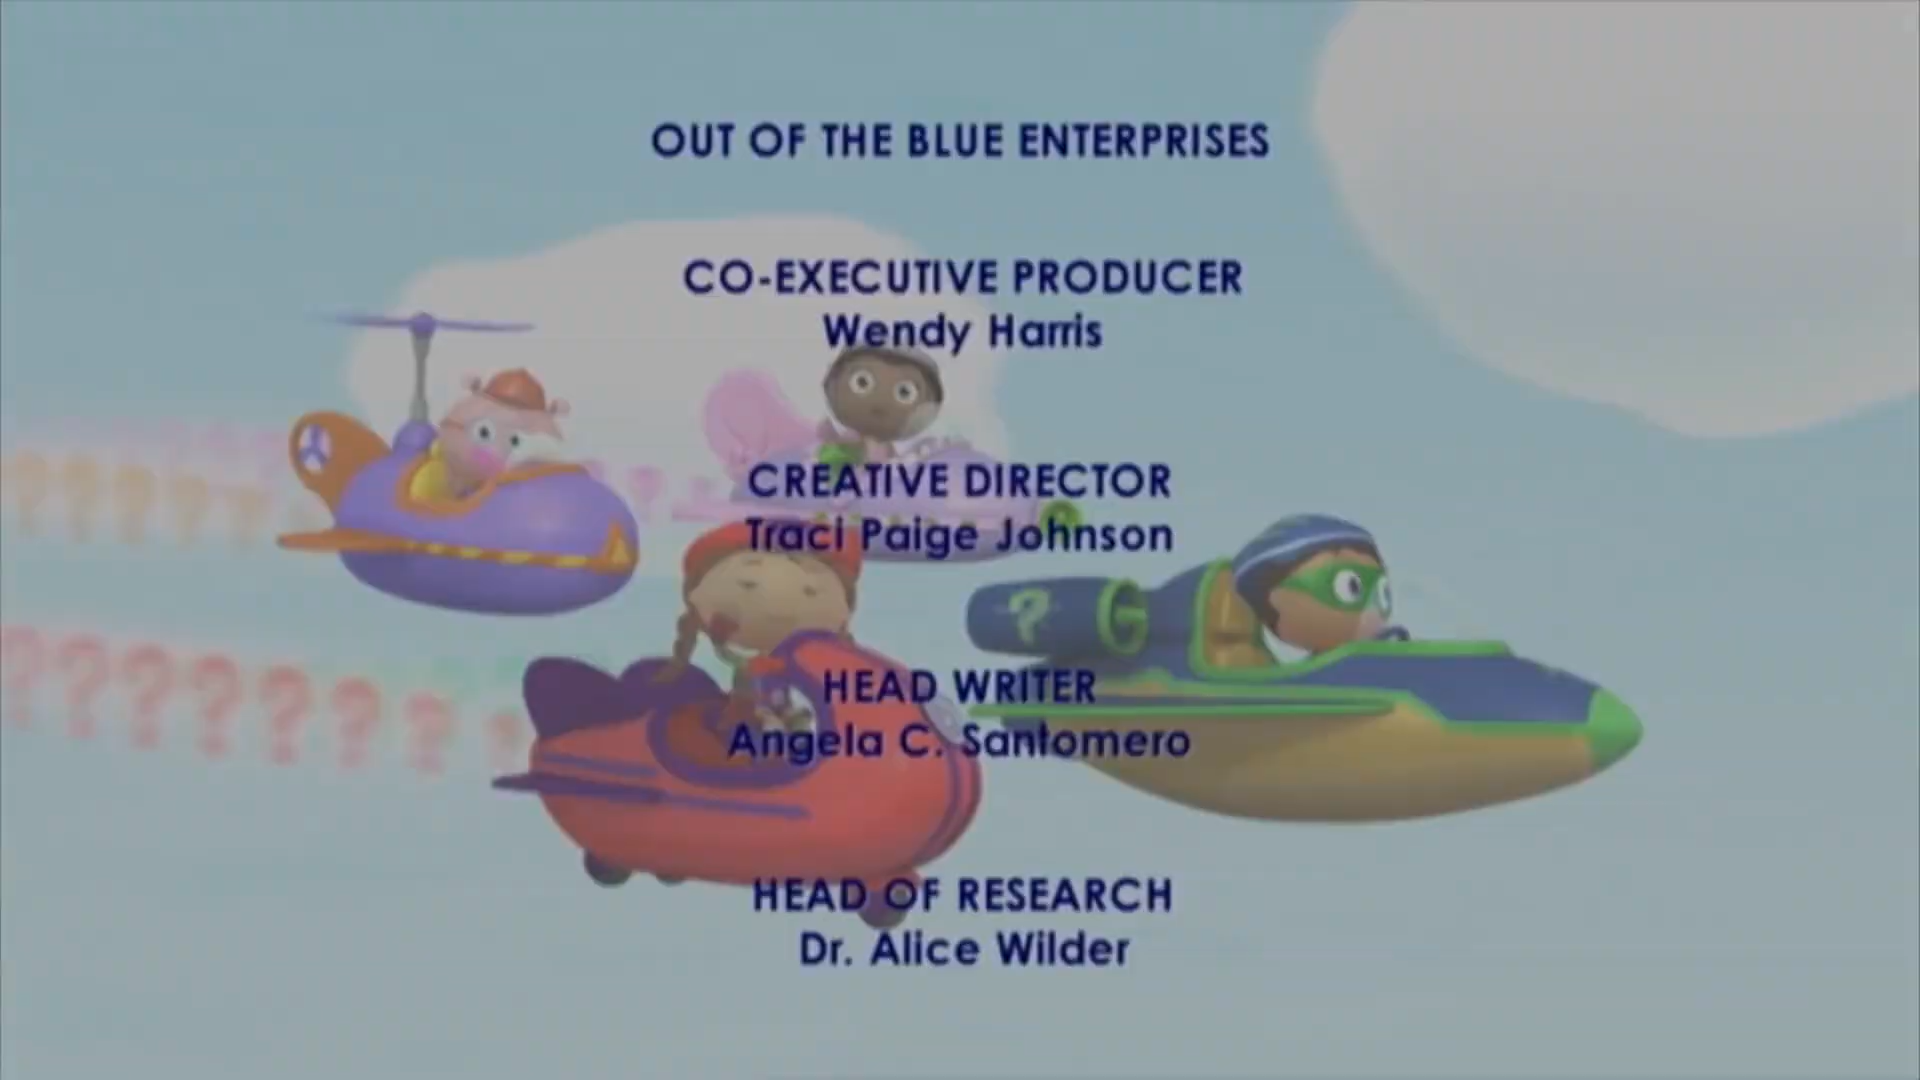 OUT OF THE BLUE ENTERPRISES
CO-EXECUTIVE PRODUCER
Wendy Harris
CREATIVE DIRECTOR
Traci Paige Johnson
HEAD WRITER
Angela C. Santomero
HEAD OF RESEARCH
Dr. Alice Wilder
? G
? ? ? ? ? ? ? ?